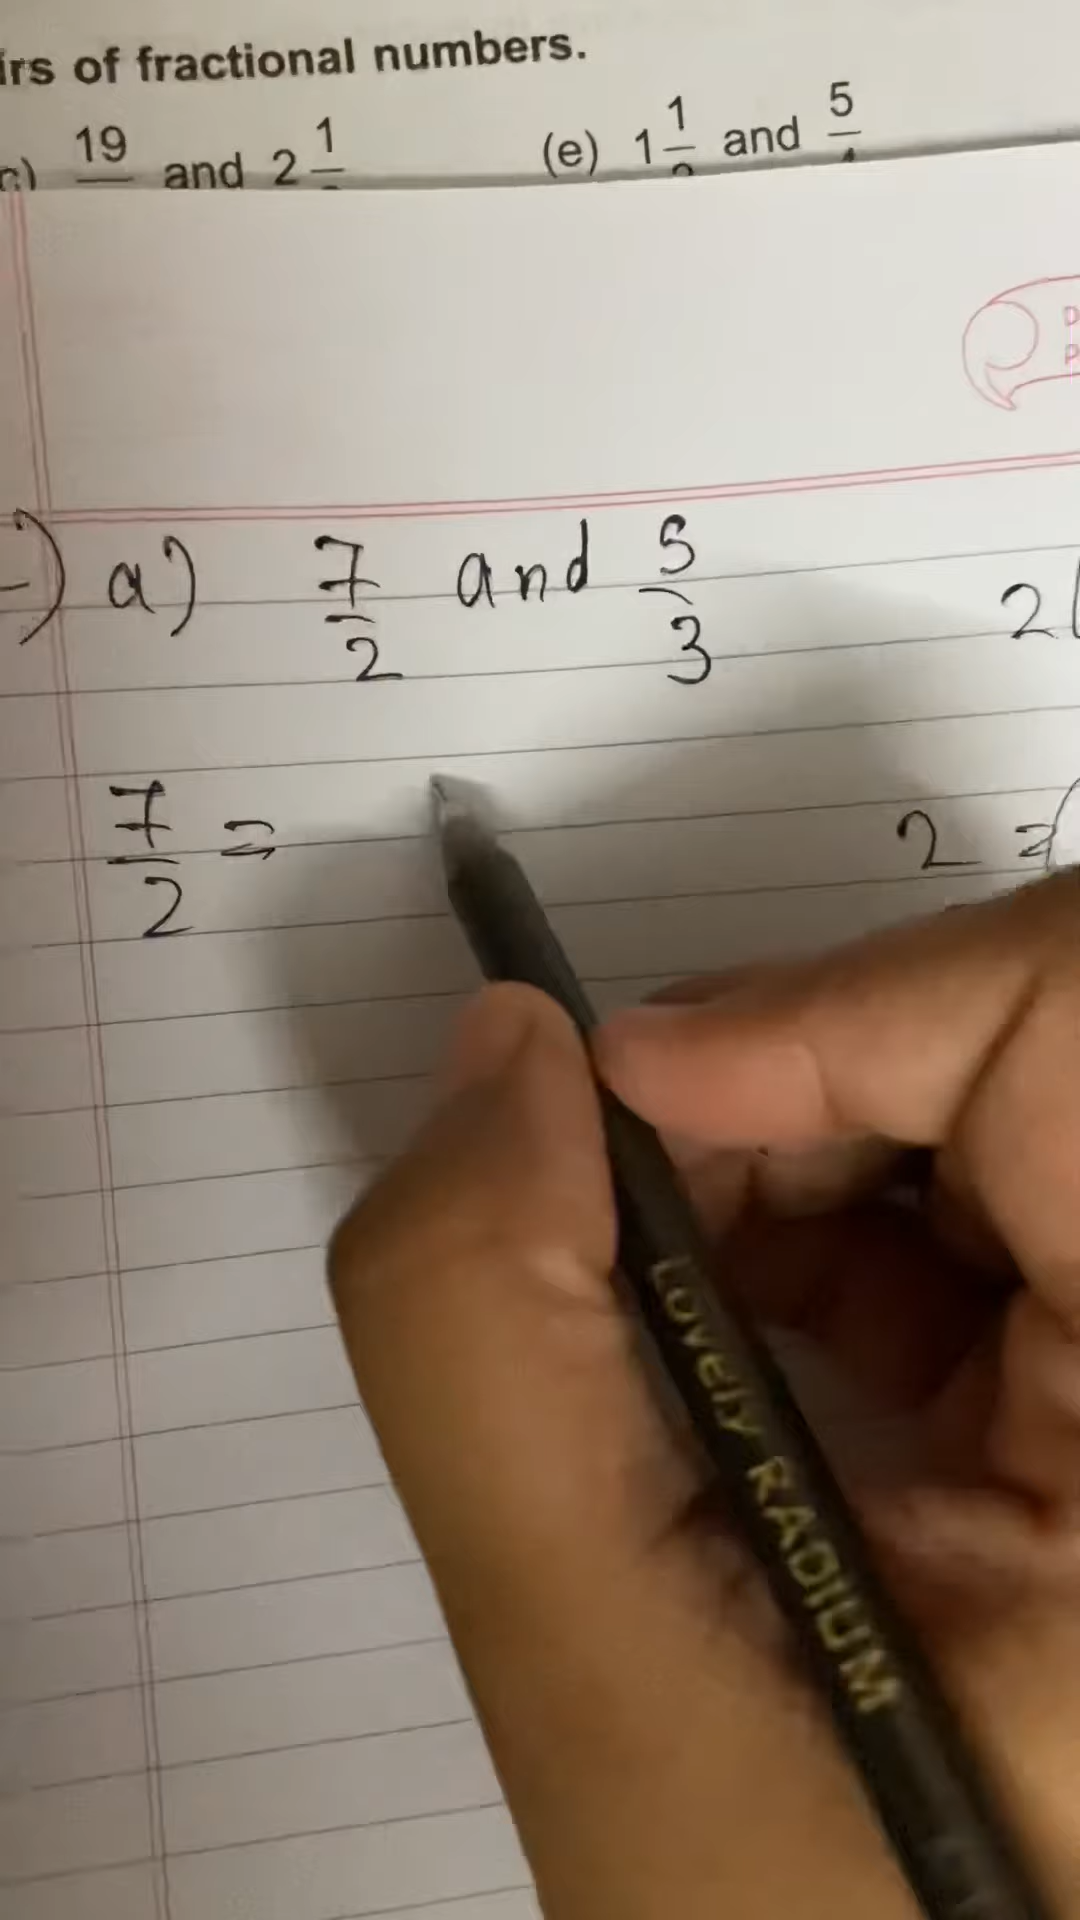 irs of fractional numbers.
19 and 2 1 (e) 1 1 and 5
a) 7/2 and 5/3 2
7/2 = 2 =
LOVELY RADIUM